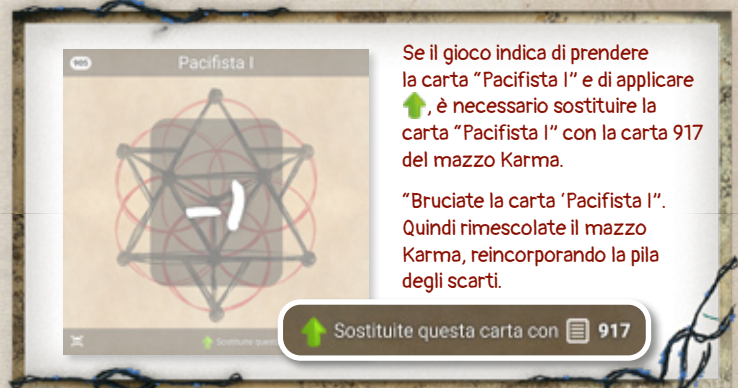 905
Pacifista I
Se il gioco indica di prendere
la carta "Pacifista I" e di applicare
, è necessario sostituire la
carta "Pacifista I" con la carta 917
del mazzo Karma.
"Bruciate la carta 'Pacifista I".
Quindi rimescolate il mazzo
Karma, reincorporando la pila
degli scarti.
Sostituite quest
Sostituite questa carta con 917